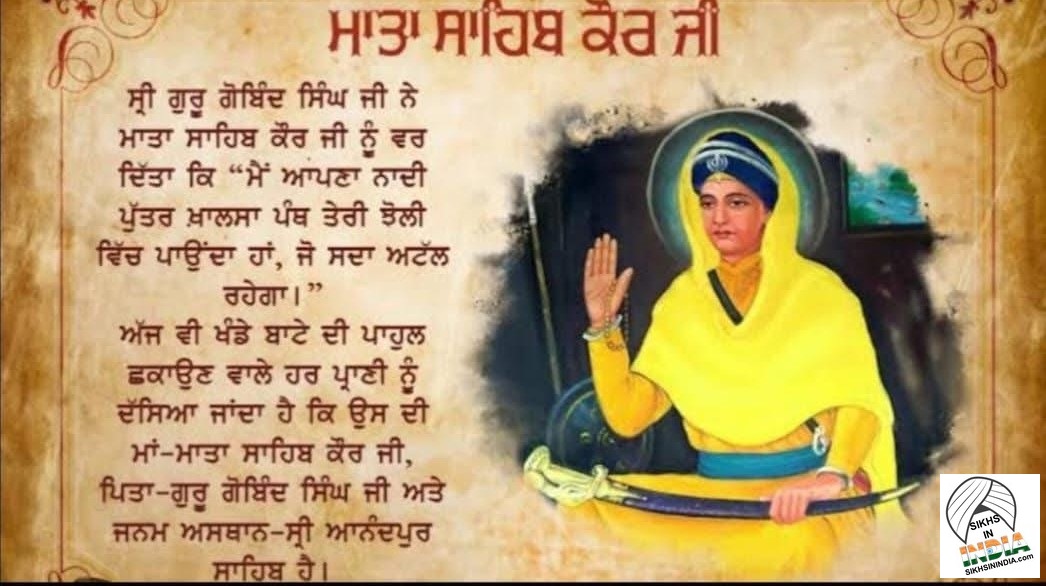 ਮਾਤਾ ਸਾਹਿਬ ਕੌਰ ਜੀ
ਸ੍ਰੀ ਗੁਰੂ ਗੋਬਿੰਦ ਸਿੰਘ ਜੀ ਨੇ
ਮਾਤਾ ਸਾਹਿਬ ਕੌਰ ਜੀ ਨੂੰ ਵਰ
ਦਿੱਤਾ ਕਿ “ਮੈਂ ਆਪਣਾ ਨਾਦੀ
ਪੁੱਤਰ ਖ਼ਾਲਸਾ ਪੰਥ ਤੇਰੀ ਝੋਲੀ
ਵਿੱਚ ਪਾਉਂਦਾ ਹਾਂ, ਜੋ ਸਦਾ ਅਟੱਲ
ਰਹੇਗਾ।”
ਅੱਜ ਵੀ ਖੰਡੇ ਬਾਟੇ ਦੀ ਪਾਹੁਲ
ਛਕਾਉਣ ਵਾਲੇ ਹਰ ਪ੍ਰਾਣੀ ਨੂੰ
ਦੱਸਿਆ ਜਾਂਦਾ ਹੈ ਕਿ ਉਸ ਦੀ
ਮਾਂ-ਮਾਤਾ ਸਾਹਿਬ ਕੌਰ ਜੀ,
ਪਿਤਾ-ਗੁਰੂ ਗੋਬਿੰਦ ਸਿੰਘ ਜੀ ਅਤੇ
ਜਨਮ ਅਸਥਾਨ-ਸ੍ਰੀ ਆਨੰਦਪੁਰ
ਸਾਹਿਬ ਹੈ।
SIKHS
IN
INDIA
SIKHSININDIA.com